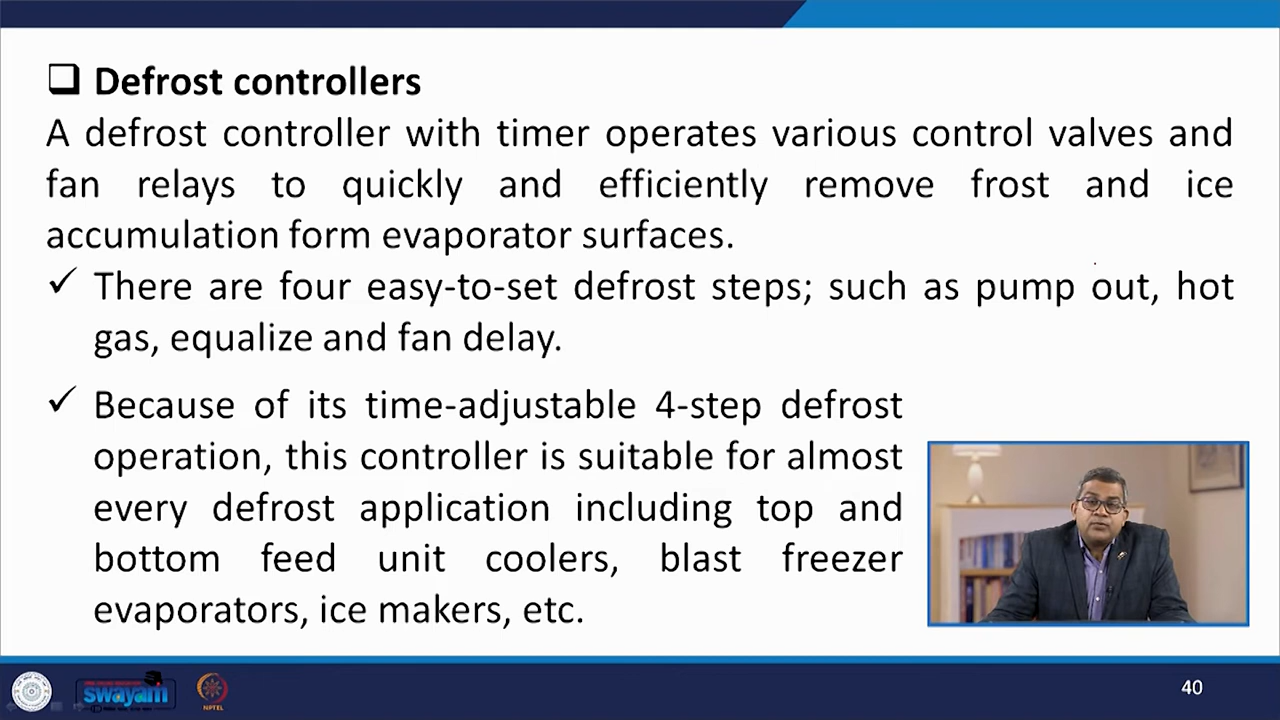 ❑ Defrost controllers
A defrost controller with timer operates various control valves and
fan relays to quickly and efficiently remove frost and ice
accumulation form evaporator surfaces.
✓ There are four easy-to-set defrost steps; such as pump out, hot
gas, equalize and fan delay.
✓ Because of its time-adjustable 4-step defrost
operation, this controller is suitable for almost
every defrost application including top and
bottom feed unit coolers, blast freezer
evaporators, ice makers, etc.
swayam
NPTEL
40